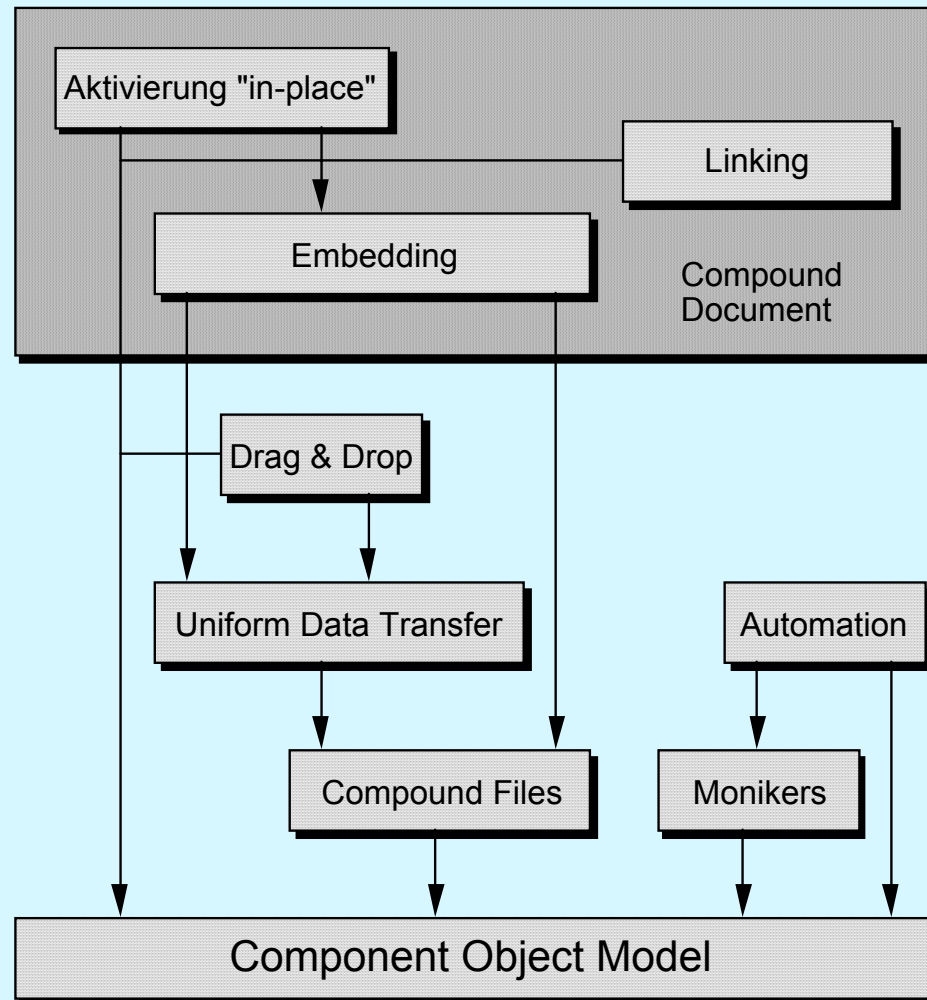 Aktivierung "in-place"
Linking
Embedding
Compound
Document
Drag & Drop
Uniform Data Transfer
Automation
Compound Files
Monikers
Component Object Model